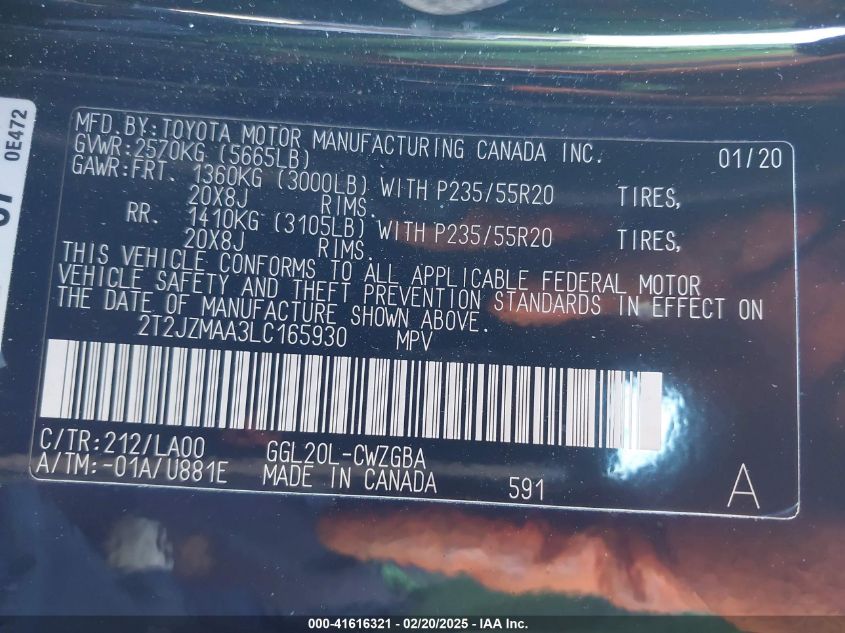 0E472
MFD.BY:TOYOTA MOTOR MANUFACTURING CANADA INC. 01/20
GVWR:2570KG (5665LB)
GAWR:FRT. 1360KG (3000LB) WITH P235/55R20 TIRES,
20X8J RIMS.
RR. 1410KG (3105LB) WITH P235/55R20 TIRES,
20X8J RIMS.
THIS VEHICLE CONFORMS TO ALL APPLICABLE FEDERAL MOTOR
VEHICLE SAFETY AND THEFT PREVENTION STANDARDS IN EFFECT ON
THE DATE OF MANUFACTURE SHOWN ABOVE.
2T2JZMAA3LC165930 MPV
C/TR:212/LA00 GGL20L-CWZGBA
A/TM:-01A/U881E MADE IN CANADA 591 A
000-41616321 / 02/20/2025 / IAA Inc.